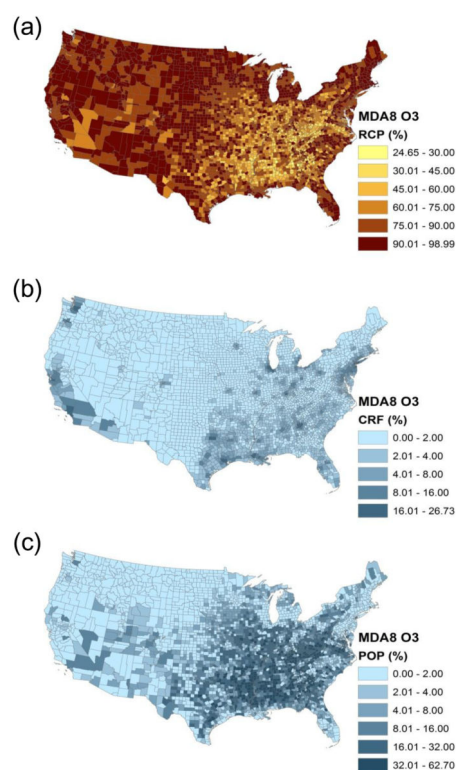 (a)
MDA8 O3
RCP (%)
24.65 - 30.00
30.01 - 45.00
45.01 - 60.00
60.01 - 75.00
75.01 - 90.00
90.01 - 98.99
(b)
MDA8 O3
CRF (%)
0.00 - 2.00
2.01 - 4.00
4.01 - 8.00
8.01 - 16.00
16.01 - 26.73
(c)
MDA8 O3
POP (%)
0.00 - 2.00
2.01 - 4.00
4.01 - 8.00
8.01 - 16.00
16.01 - 32.00
32.01 - 62.70